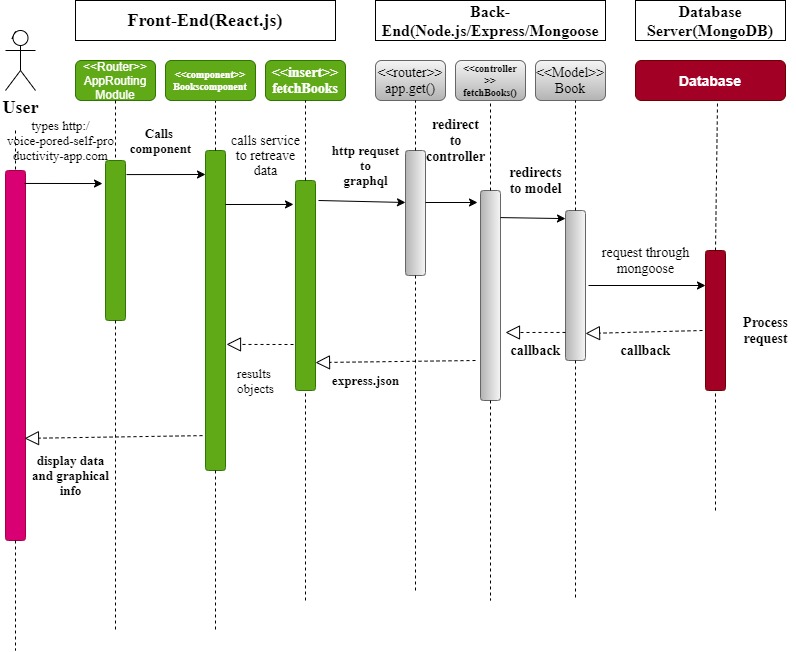 Front-End(React.js)
Back-
End(Node.js/Express/Mongoose
Database
Server(MongoDB)
User
<<Router>>
AppRouting
Module
<<component>>
Bookscomponent
<<insert>>
fetchBooks
<<router>>
app.get()
<<controller
>>
fetchBooks()
<<Model>>
Book
Database
types http:/
voice-pored-self-pro
ductivity-app.com
Calls
component
calls service
to retreave
data
http requset
to
graphql
redirect
to
controller
redirects
to model
request through
mongoose
Process
request
callback
callback
express.json
results
objects
display data
and graphical
info